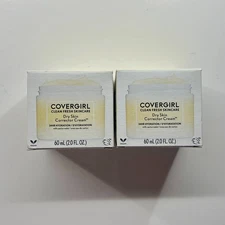 COVERGIRL
CLEAN FRESH SKINCARE
Dry Skin
Corrector Cream
60 mL (2.0 FL OZ.)
COVERGIRL
CLEAN FRESH SKINCARE
Dry Skin
Corrector Cream
60 mL (2.0 FL OZ.)